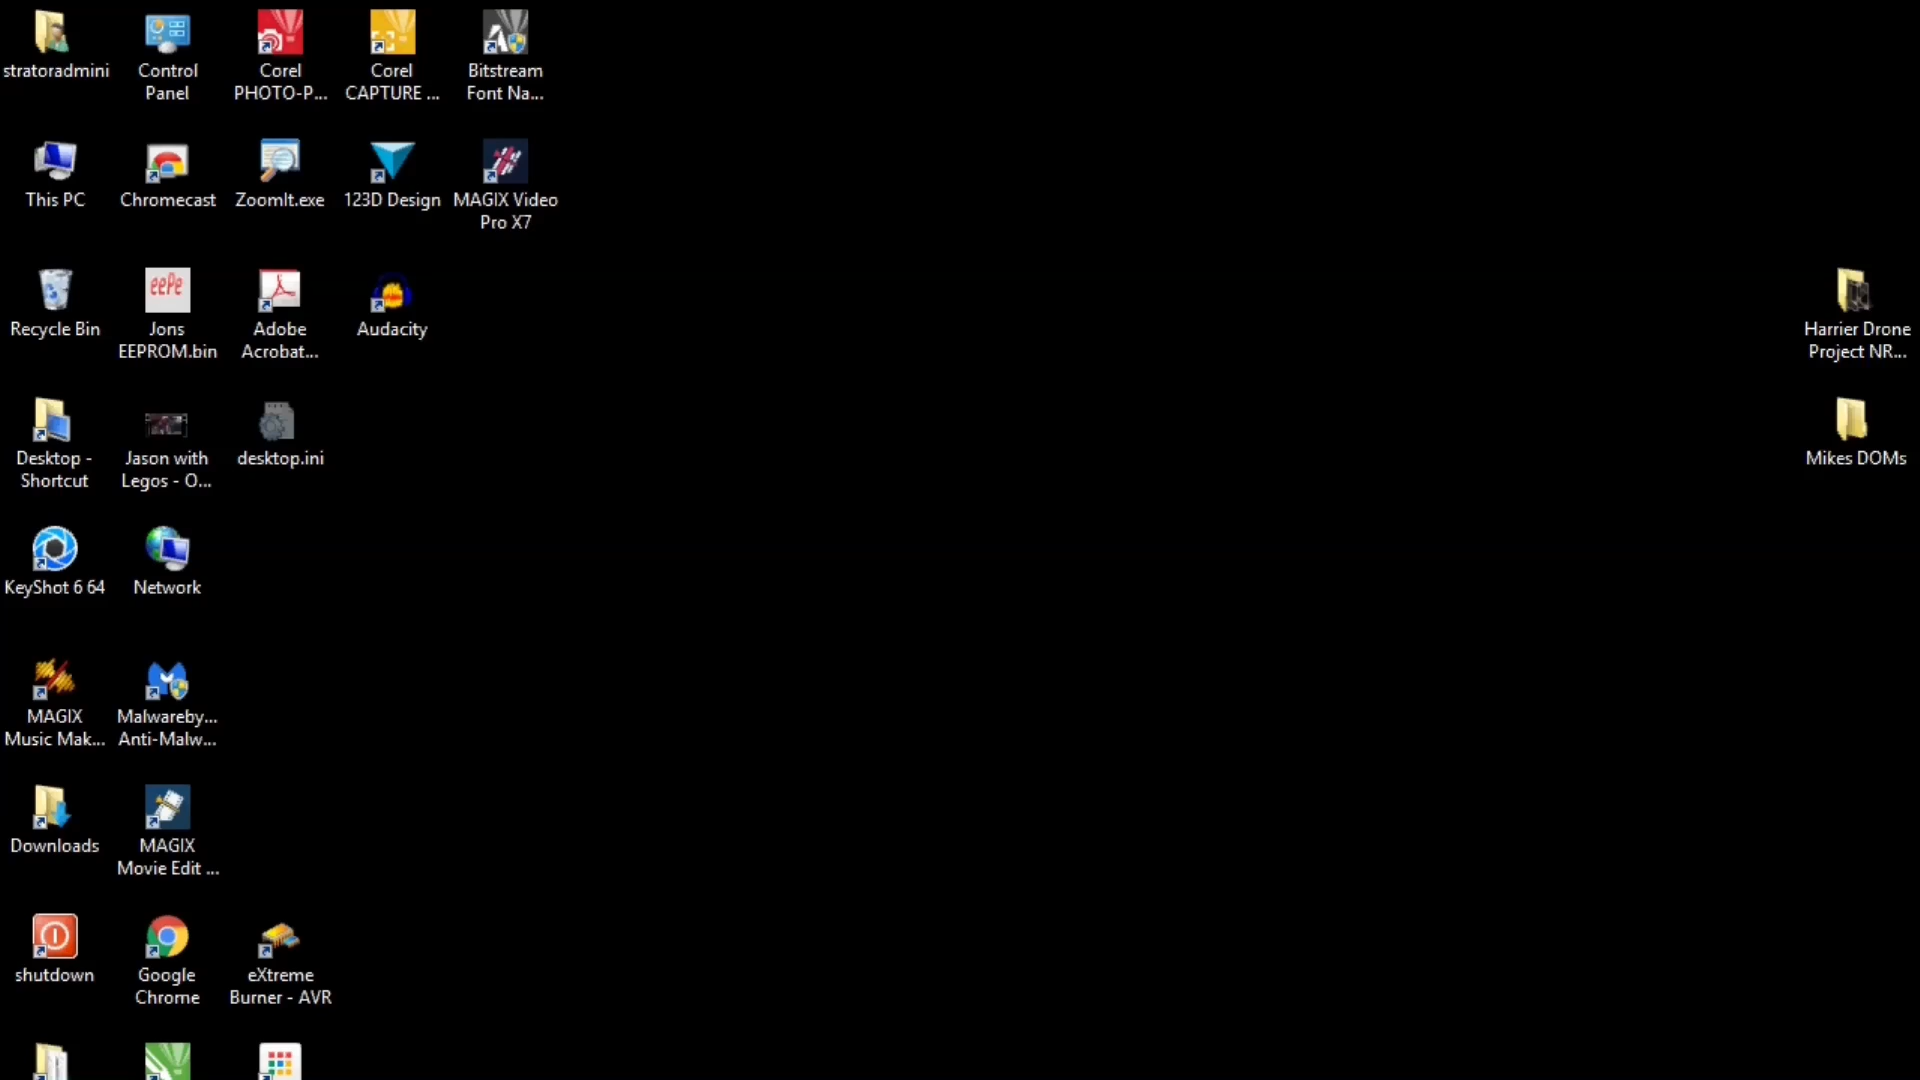 stratoradmini
Control
Panel
Corel
PHOTO-P...
Corel
CAPTURE ...
Bitstream
Font Na...
This PC
Chromecast
ZoomIt.exe
123D Design
MAGIX Video
Pro X7
Recycle Bin
eePe
Jons
EEPROM.bin
Adobe
Acrobat...
Audacity
Harrier Drone
Project NR...
Desktop -
Shortcut
Jason with
Legos - O...
desktop.ini
Mikes DOMs
KeyShot 6 64
Network
MAGIX
Music Mak...
Malwareby...
Anti-Malw...
Downloads
MAGIX
Movie Edit ...
shutdown
Google
Chrome
eXtreme
Burner - AVR